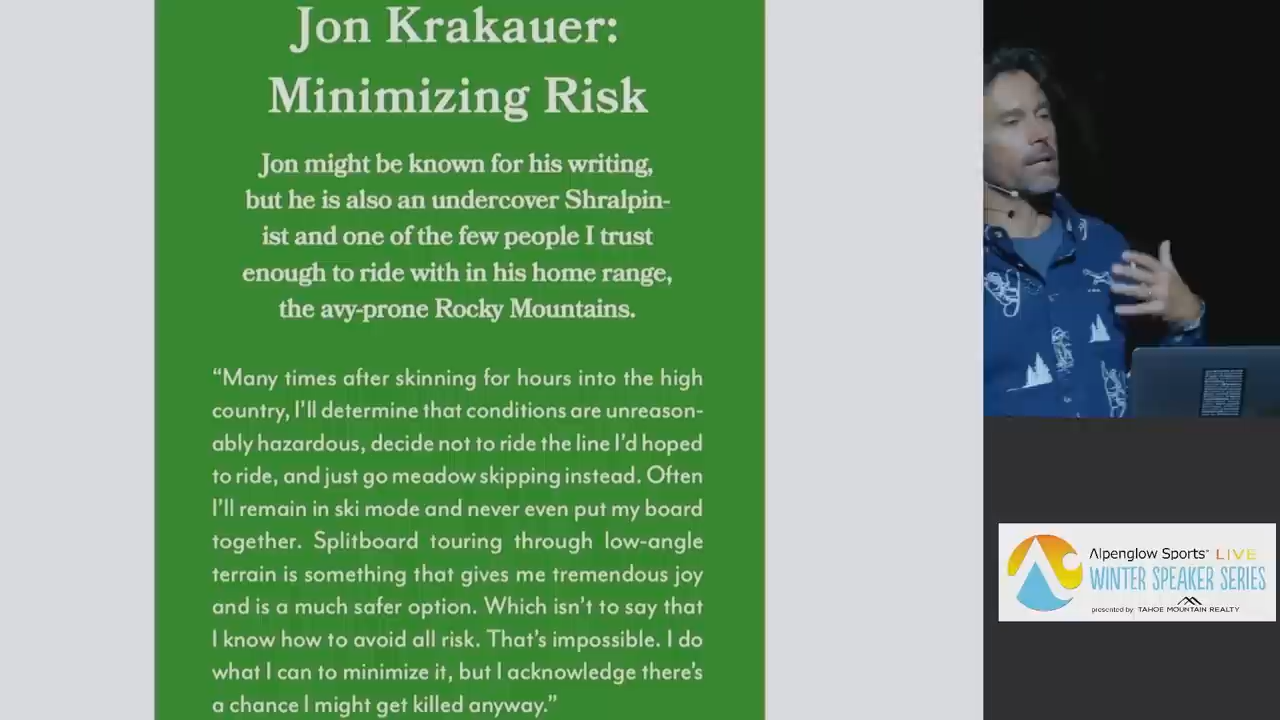 Jon Krakauer:
Minimizing Risk
Jon might be known for his writing,
but he is also an undercover Shralpin-
ist and one of the few people I trust
enough to ride with in his home range,
the avy-prone Rocky Mountains.
“Many times after skinning for hours into the high
country, I’ll determine that conditions are unreason-
ably hazardous, decide not to ride the line I’d hoped
to ride, and just go meadow skipping instead. Often
I’ll remain in ski mode and never even put my board
together. Splitboard touring through low-angle
terrain is something that gives me tremendous joy
and is a much safer option. Which isn’t to say that
I know how to avoid all risk. That’s impossible. I do
what I can to minimize it, but I acknowledge there’s
a chance I might get killed anyway.”
Alpenglow Sports LIVE
WINTER SPEAKER SERIES
presented by TAHOE MOUNTAIN REALTY